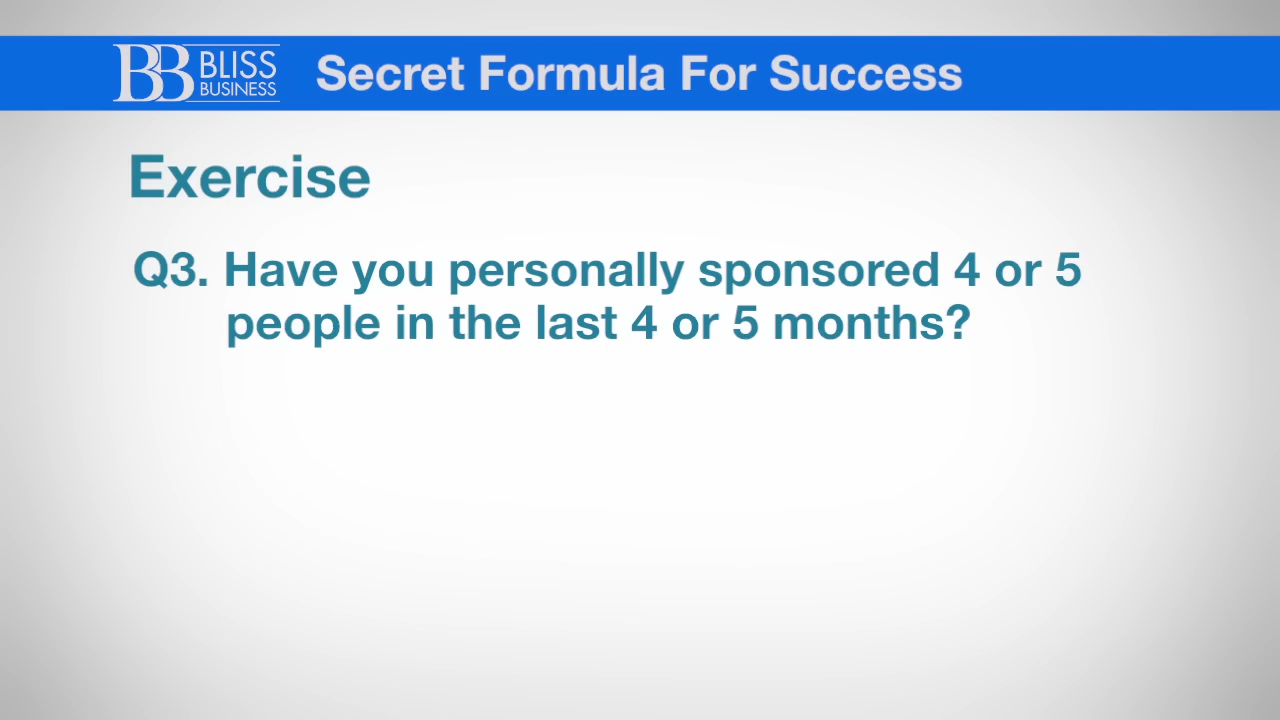 BB BLISS
BUSINESS
Secret Formula For Success
Exercise
Q3. Have you personally sponsored 4 or 5
people in the last 4 or 5 months?